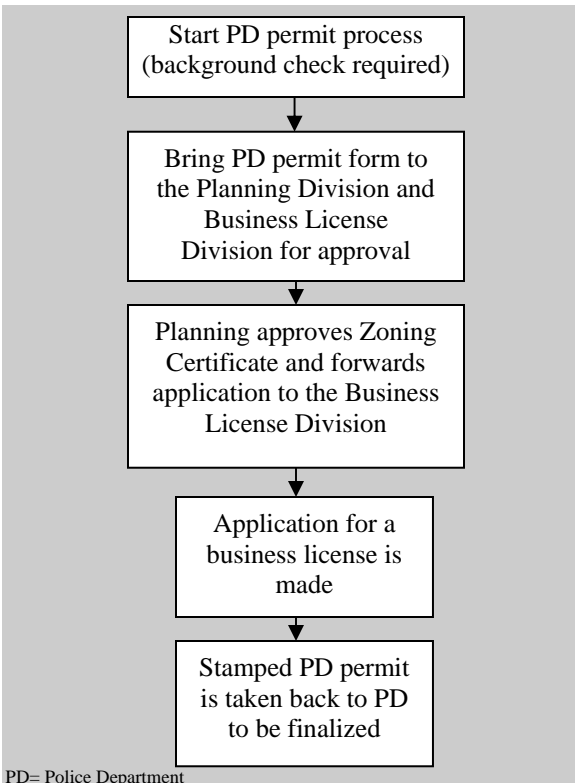 Start PD permit process
(background check required)
Bring PD permit form to
the Planning Division and
Business License
Division for approval
Planning approves Zoning
Certificate and forwards
application to the Business
License Division
Application for a
business license is
made
Stamped PD permit
is taken back to PD
to be finalized
PD= Police Department